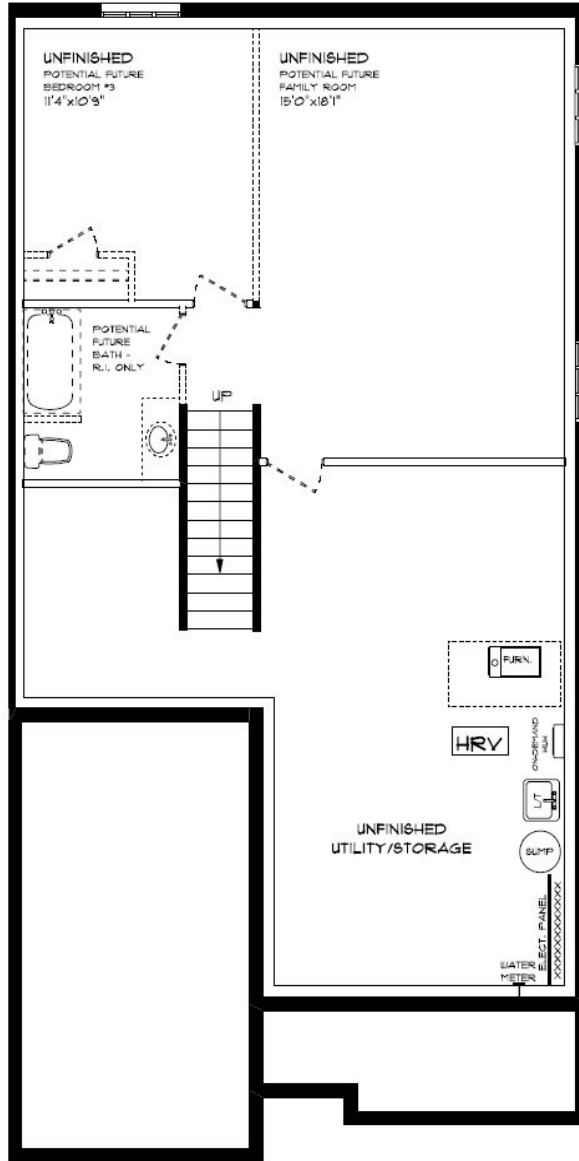 UNFINISHED
POTENTIAL FUTURE
BEDROOM #3
11'4"x10'9"
UNFINISHED
POTENTIAL FUTURE
FAMILY ROOM
15'0"x18'1"
POTENTIAL
FUTURE
BATH -
R.I. ONLY
UP
FURN.
HRV
ON-DEMAND
HWH
L/T
UNFINISHED
UTILITY/STORAGE
SUMP
ELECT. PANEL
WATER
METER